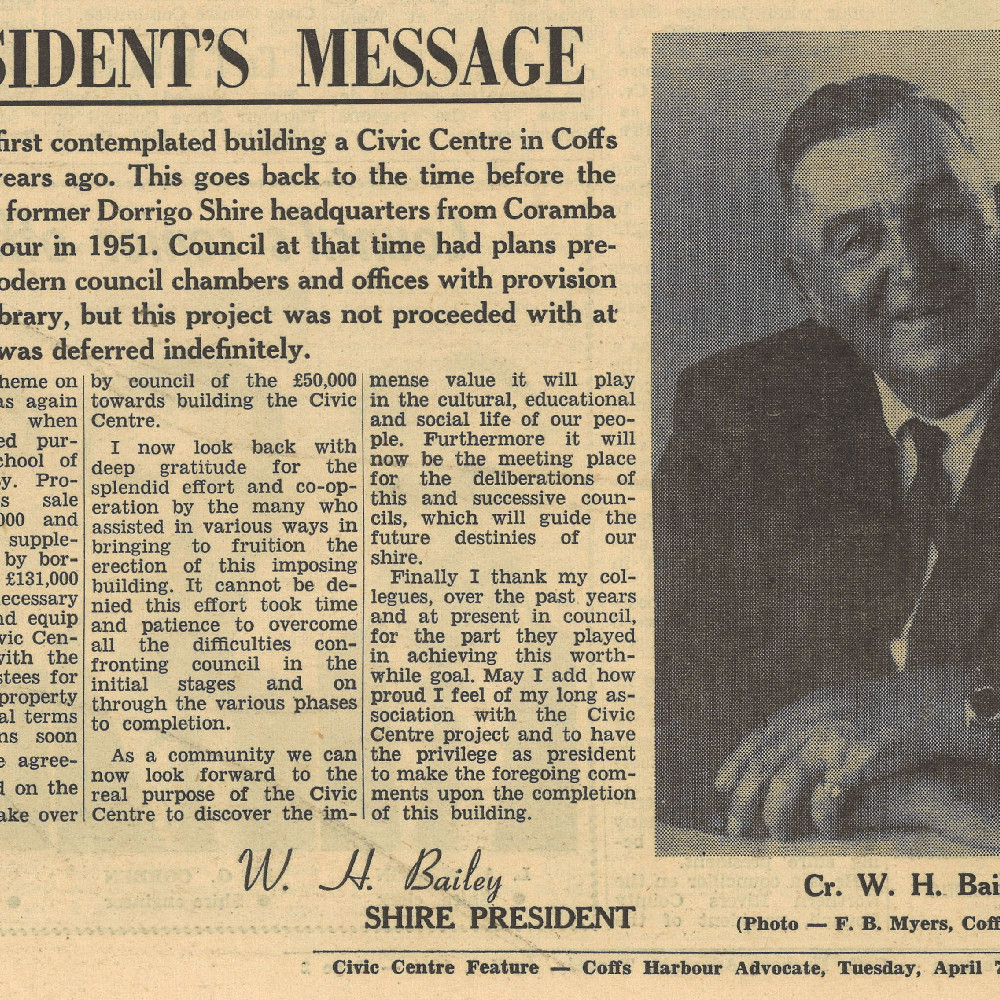 SIDENT'S MESSAGE
first contemplated building a Civic Centre in Coffs
years ago. This goes back to the time before the
former Dorrigo Shire headquarters from Coramba
our in 1951. Council at that time had plans pre-
odern council chambers and offices with provision
brary, but this project was not proceeded with at
was deferred indefinitely.
heme on
as again
when
ed pur-
chool of
y. Pro-
s sale
000 and
supple-
by bor-
£131,000
ecessary
nd equip
vic Cen-
with the
stees for
property
al terms
ns soon
e agree-
d on the
ake over
by council of the £50,000
towards building the Civic
Centre.
I now look back with
deep gratitude for the
splendid effort and co-op-
eration by the many who
assisted in various ways in
bringing to fruition the
erection of this imposing
building. It cannot be de-
nied this effort took time
and patience to overcome
all the difficulties con-
fronting council in the
initial stages and on
through the various phases
to completion.
As a community we can
now look forward to the
real purpose of the Civic
Centre to discover the im-
mense value it will play
in the cultural, educational
and social life of our peo-
ple. Furthermore it will
now be the meeting place
for the deliberations of
this and successive coun-
cils, which will guide the
future destinies of our
shire.
Finally I thank my col-
legues, over the past years
and at present in council,
for the part they played
in achieving this worth-
while goal. May I add how
proud I feel of my long as-
sociation with the Civic
Centre project and to have
the privilege as president
to make the foregoing com-
ments upon the completion
of this building.
W. H. Bailey
SHIRE PRESIDENT
Cr. W. H. Bai
(Photo — F. B. Myers, Coff
Civic Centre Feature — Coffs Harbour Advocate, Tuesday, April 7